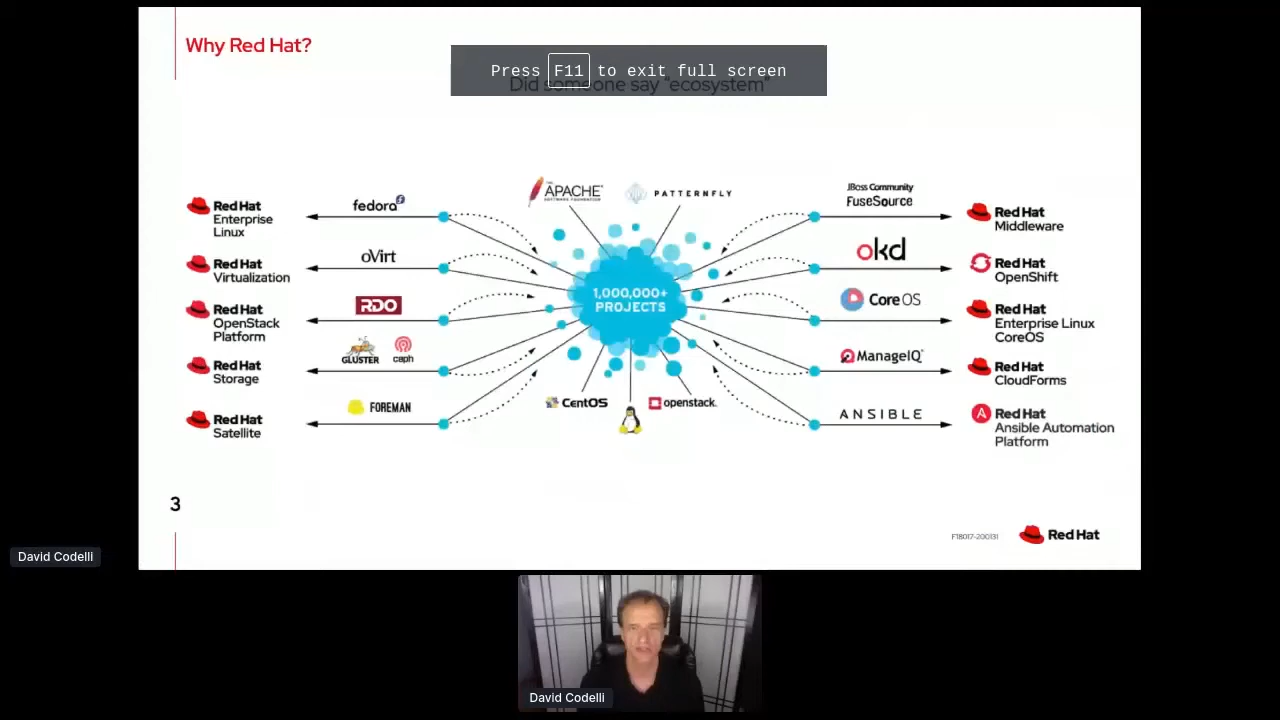 Why Red Hat?
Press F11 to exit full screen
Did someone say "ecosystem"
Red Hat
Enterprise
Linux
fedora
THE
APACHE
SOFTWARE FOUNDATION
PATTERNFLY
JBoss Community
FuseSource
Red Hat
Middleware
Red Hat
Virtualization
oVirt
okd
Red Hat
OpenShift
Red Hat
OpenStack
Platform
RDO
1,000,000+
PROJECTS
CoreOS
Red Hat
Enterprise Linux
CoreOS
Red Hat
Storage
GLUSTER
ceph
ManageIQ
Red Hat
CloudForms
Red Hat
Satellite
FOREMAN
CentOS
openstack.
ANSIBLE
A
Red Hat
Ansible Automation
Platform
3
F18017-200131
Red Hat
David Codelli
David Codelli